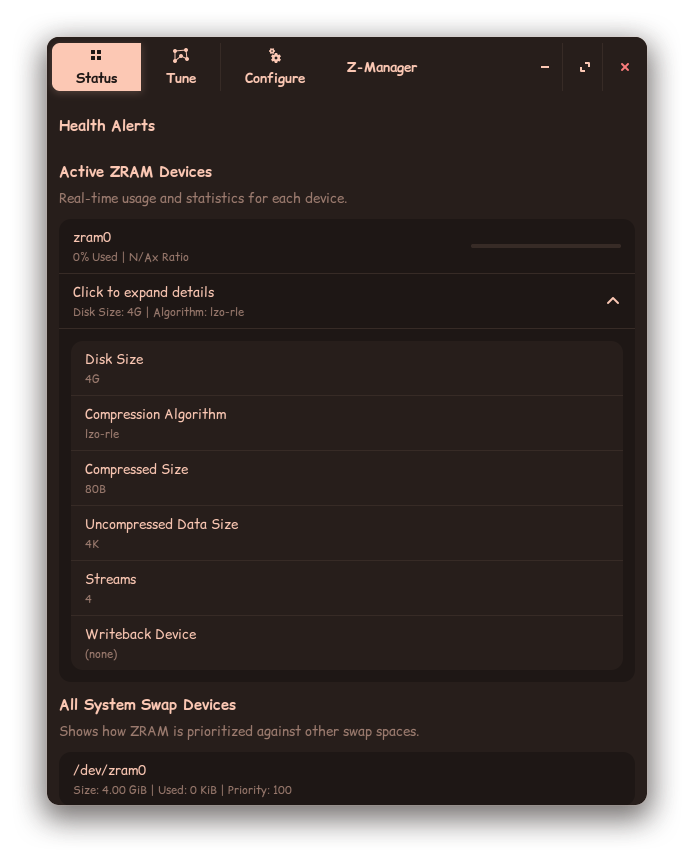 Status
Tune
Configure
Z-Manager
Health Alerts
Active ZRAM Devices
Real-time usage and statistics for each device.
zram0
0% Used | N/Ax Ratio
Click to expand details
Disk Size: 4G | Algorithm: lzo-rle
Disk Size
4G
Compression Algorithm
lzo-rle
Compressed Size
80B
Uncompressed Data Size
4K
Streams
4
Writeback Device
(none)
All System Swap Devices
Shows how ZRAM is prioritized against other swap spaces.
/dev/zram0
Size: 4.00 GiB | Used: 0 KiB | Priority: 100